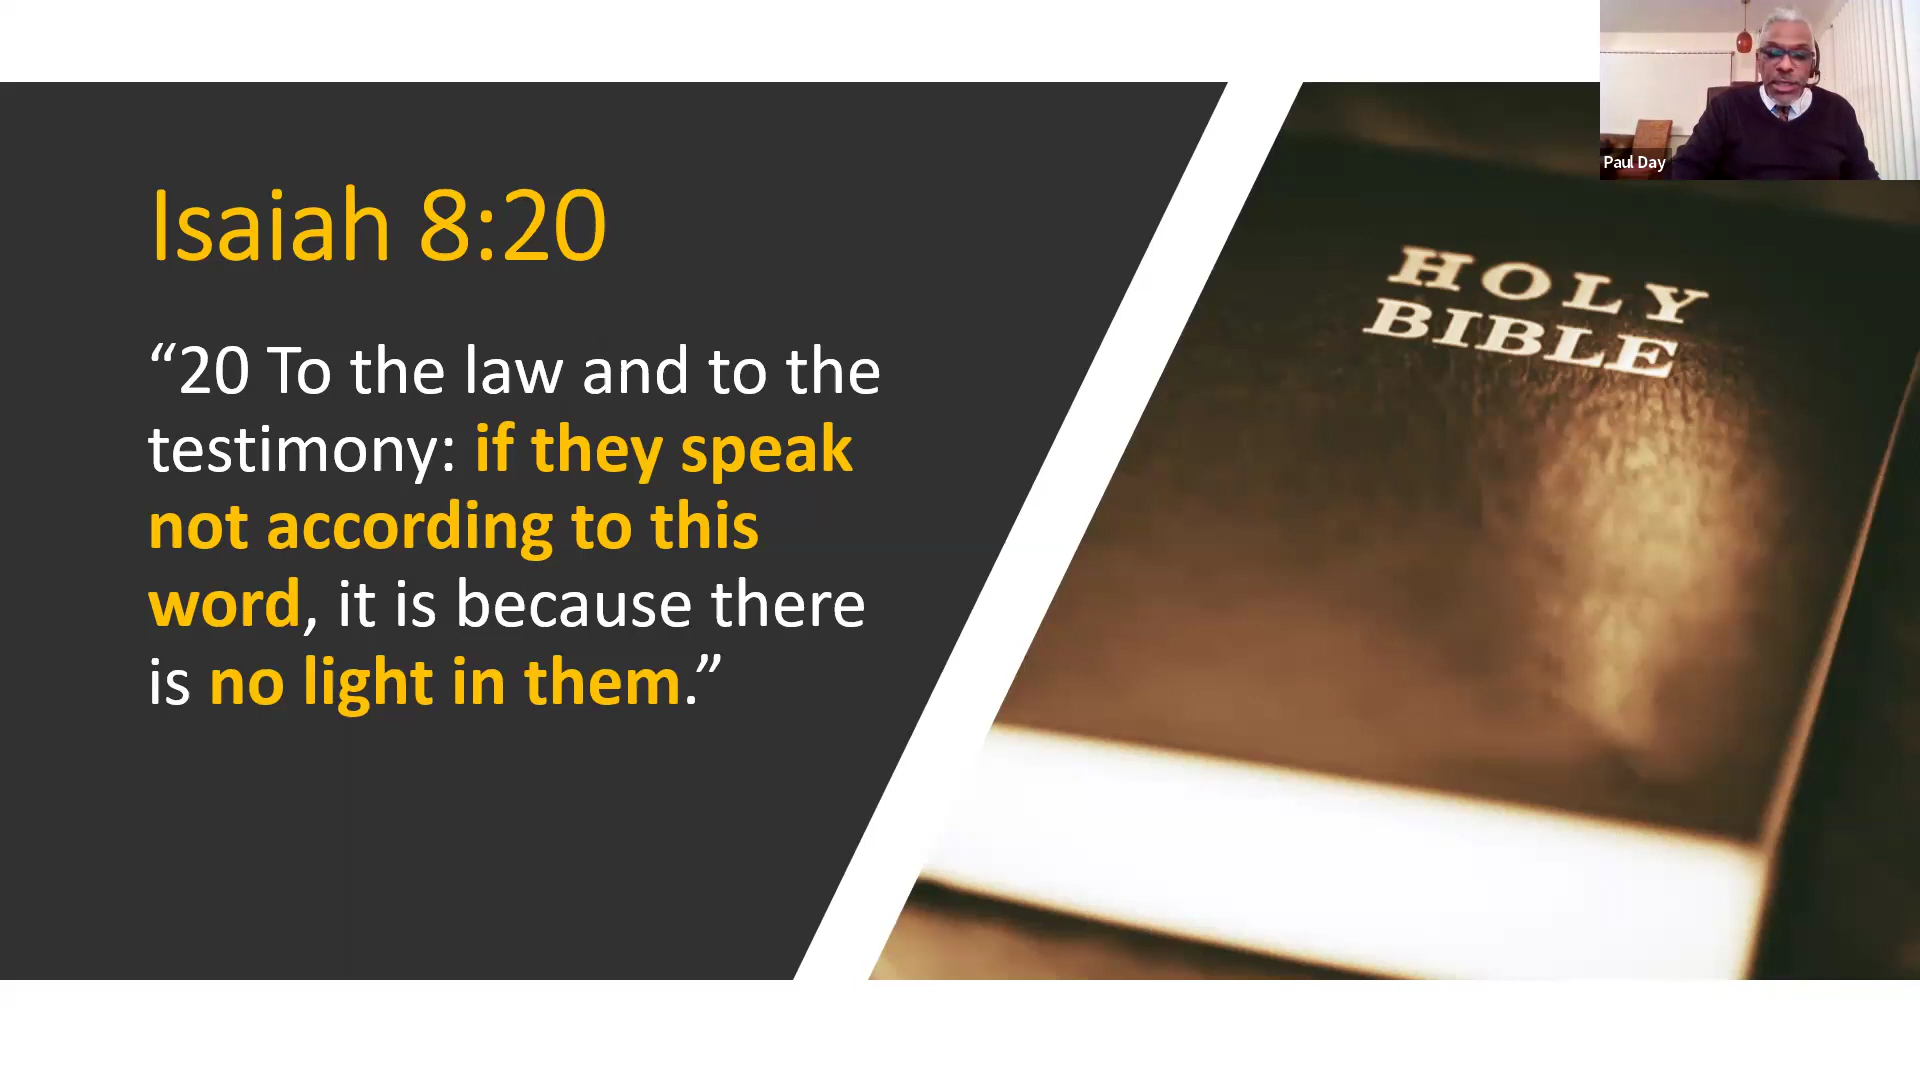 Isaiah 8:20
“20 To the law and to the
testimony: if they speak
not according to this
word, it is because there
is no light in them.”
HOLY
BIBLE
Paul Day